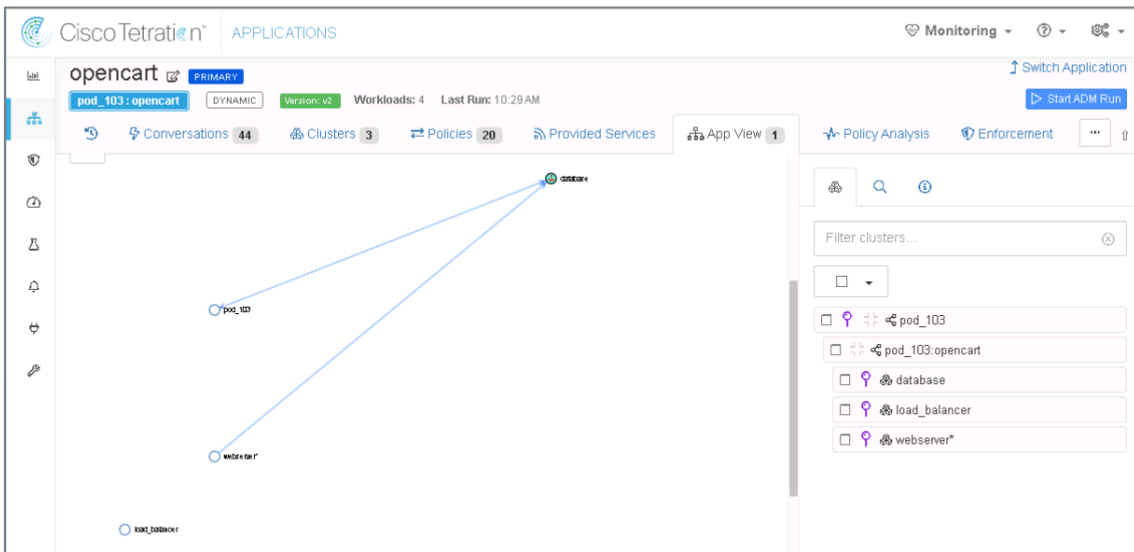 Cisco Tetration™ APPLICATIONS Monitoring
opencart PRIMARY Switch Application
pod_103 : opencart DYNAMIC Version: v2 Workloads: 4 Last Run: 10:29 AM Start ADM Run
Conversations 44 Clusters 3 Policies 20 Provided Services App View 1 Policy Analysis Enforcement ...
database
pod_103
webserver*
load_balancer
Filter clusters...
pod_103
pod_103:opencart
database
load_balancer
webserver*